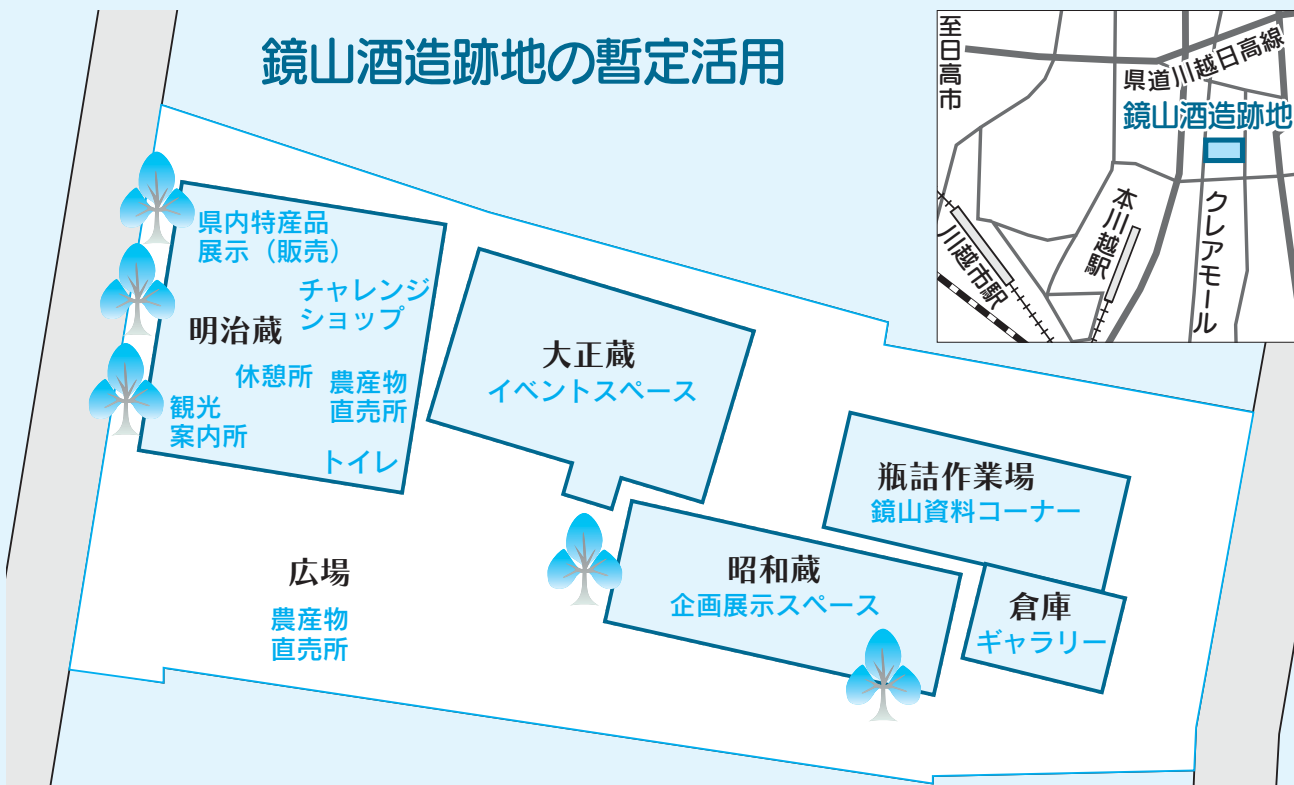 鏡山酒造跡地の暫定活用
至日高市
県道川越日高線
鏡山酒造跡地
本川越駅
川越市駅
クレアモール
県内特産品
展示（販売）
チャレンジ
ショップ
明治蔵
休憩所
農産物
直売所
観光
案内所
トイレ
大正蔵
イベントスペース
瓶詰作業場
鏡山資料コーナー
昭和蔵
企画展示スペース
倉庫
ギャラリー
広場
農産物
直売所